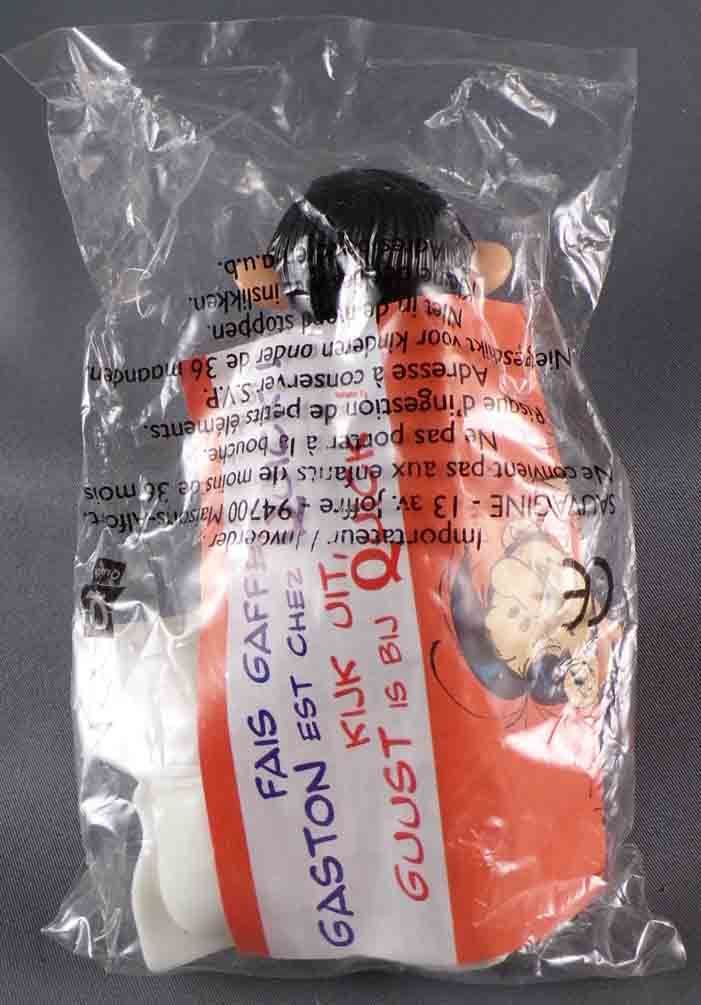 Importateur / Invoerder.
SAUVAGINE - 13 av. Joffre - 94700 Maisons-Alfort.
Ne convient pas aux enfants de moins de 36 mois
Ne pas porter à la bouche.
Risque d'ingestion de petits éléments.
Adresse à conserver S.V.P.
Niet geschikt voor kinderen onder de 36 maanden.
Niet in de mond stoppen.
inslikken.
a.u.b.
CE
Quick
FAIS GAFFE
GASTON EST CHEZ
KIJK UIT,
GUUST IS BIJ QUICK